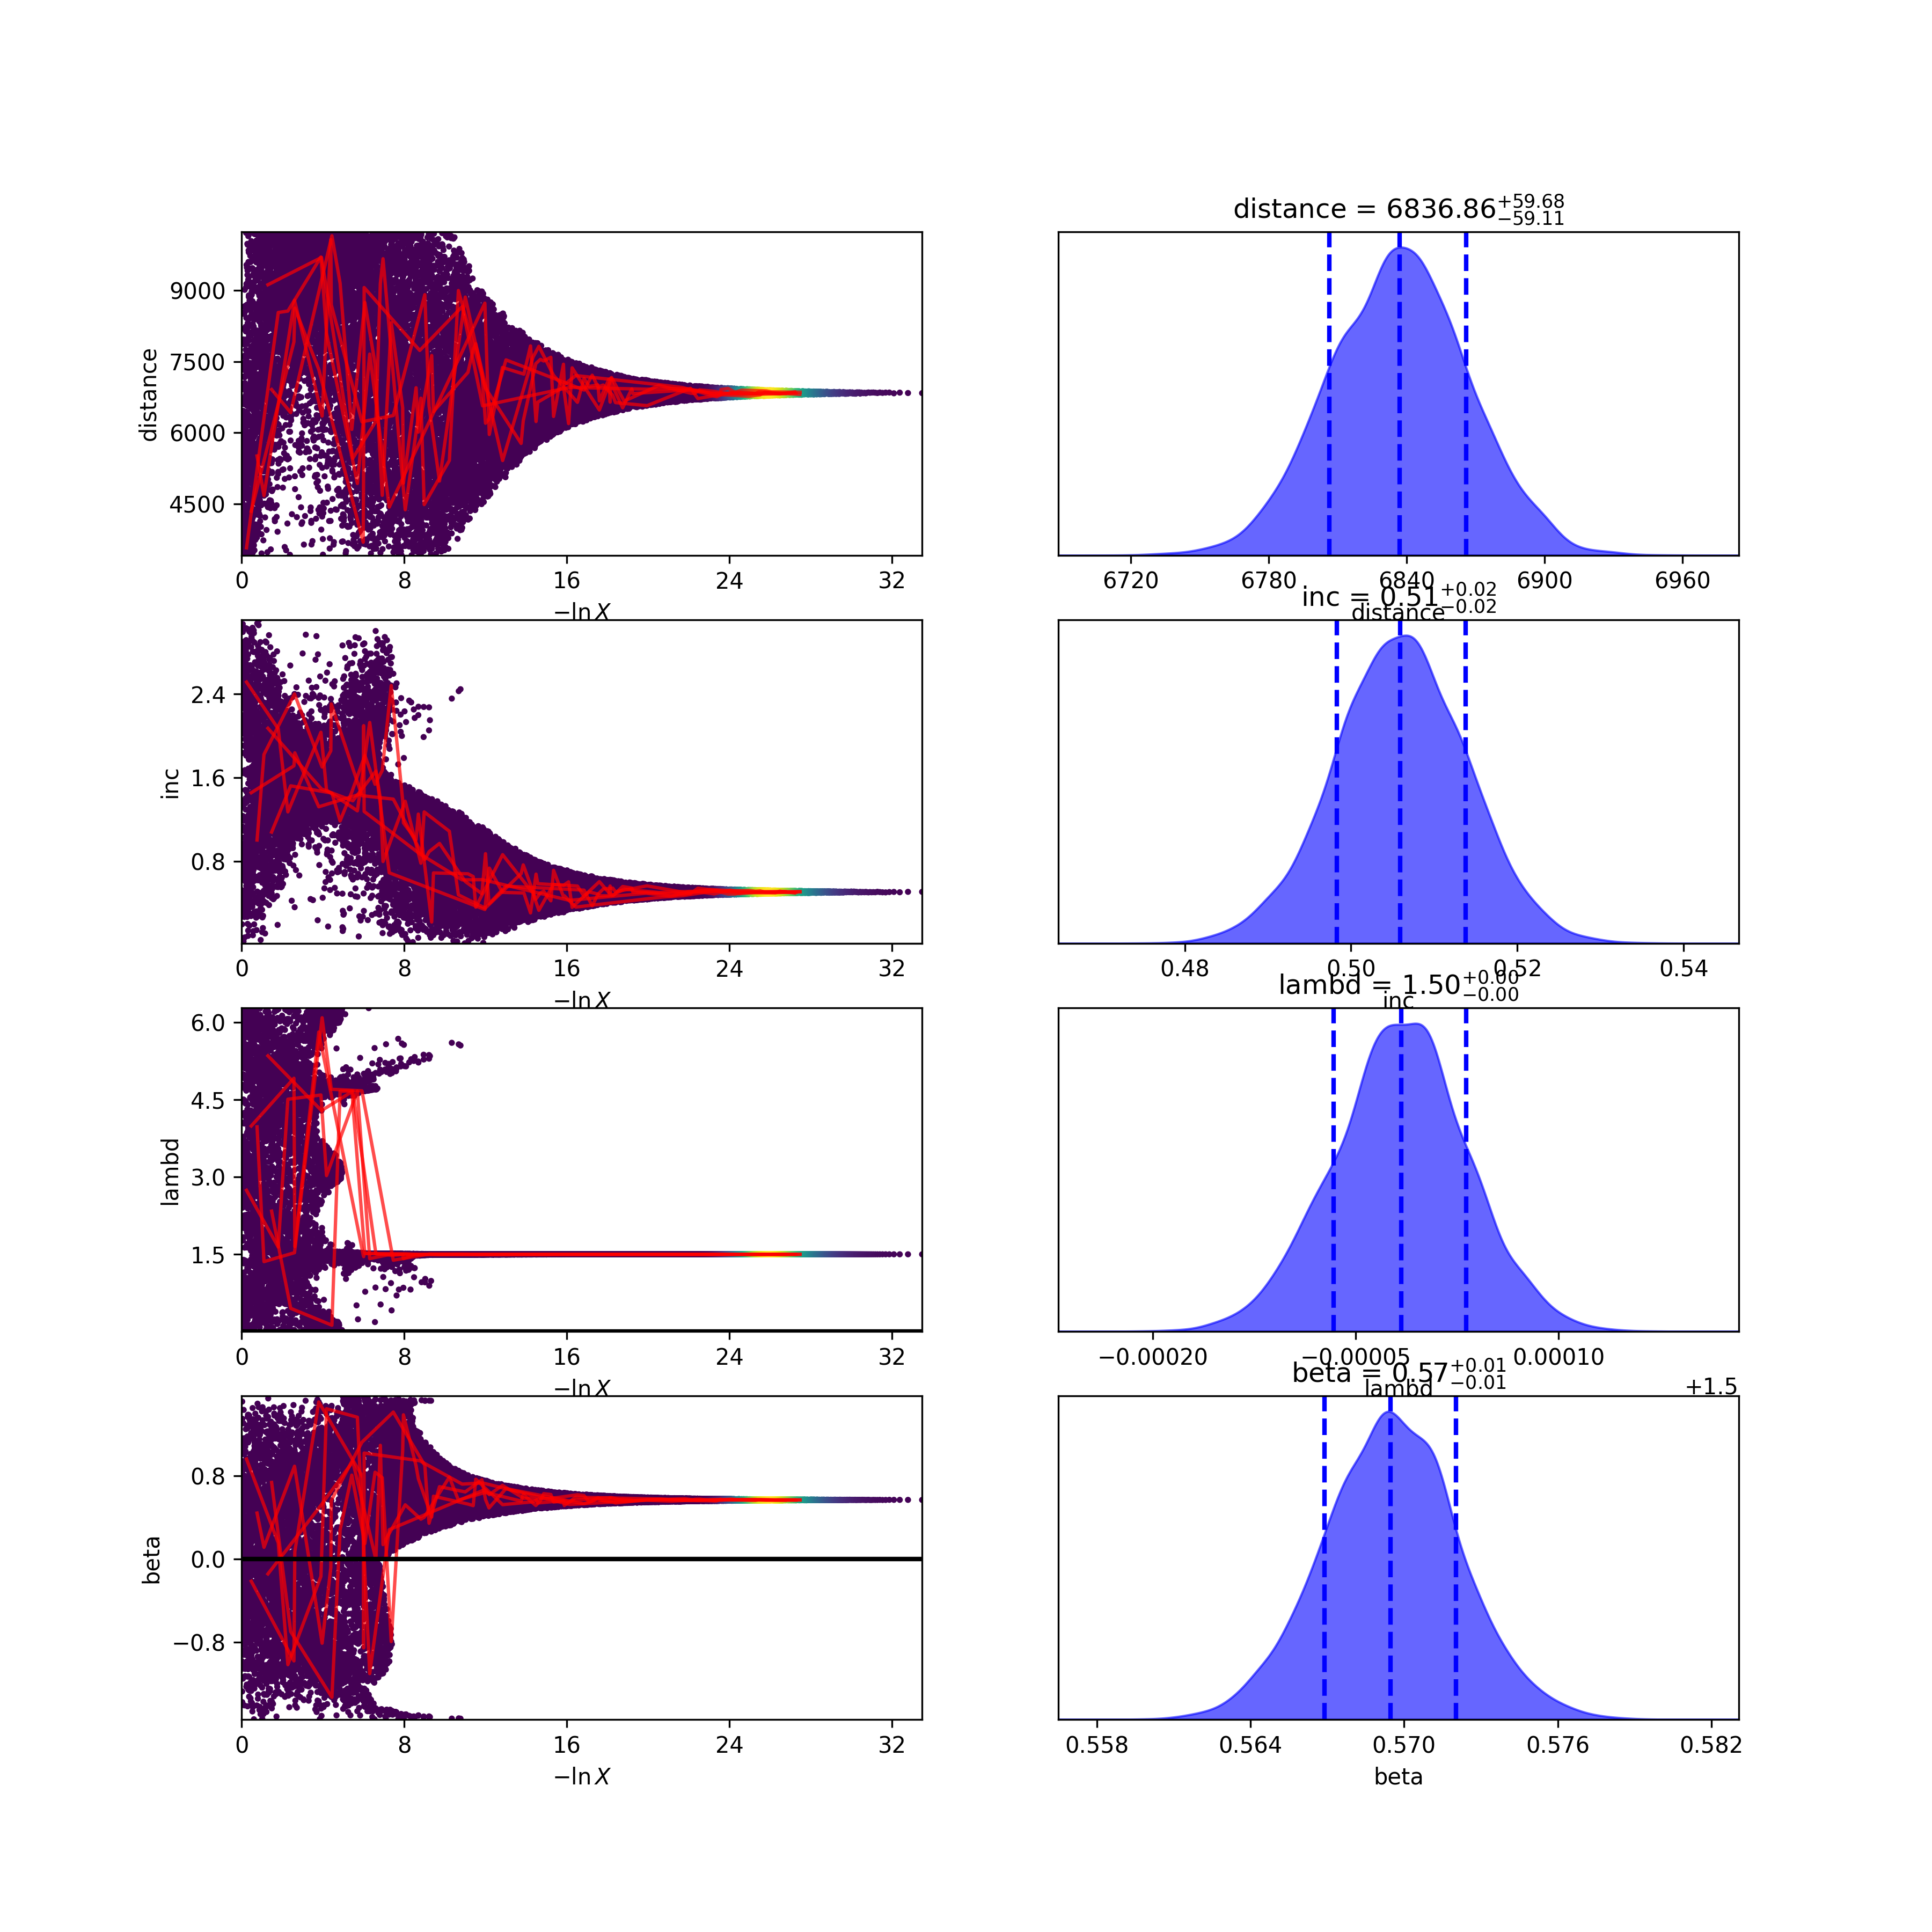 distance = 6836.86 +59.68 −59.11
9000
7500
6000
4500
distance
0 8 16 24 32
−ln X
6720 6780 6840 6900 6960
distance
inc = 0.51 +0.02 −0.02
2.4
1.6
0.8
inc
0 8 16 24 32
−ln X
0.48 0.50 0.52 0.54
inc
lambd = 1.50 +0.00 −0.00
6.0
4.5
3.0
1.5
lambd
0 8 16 24 32
−ln X
−0.00020 −0.00005 0.00010
+1.5
lambd
beta = 0.57 +0.01 −0.01
0.8
0.0
−0.8
beta
0 8 16 24 32
−ln X
0.558 0.564 0.570 0.576 0.582
beta